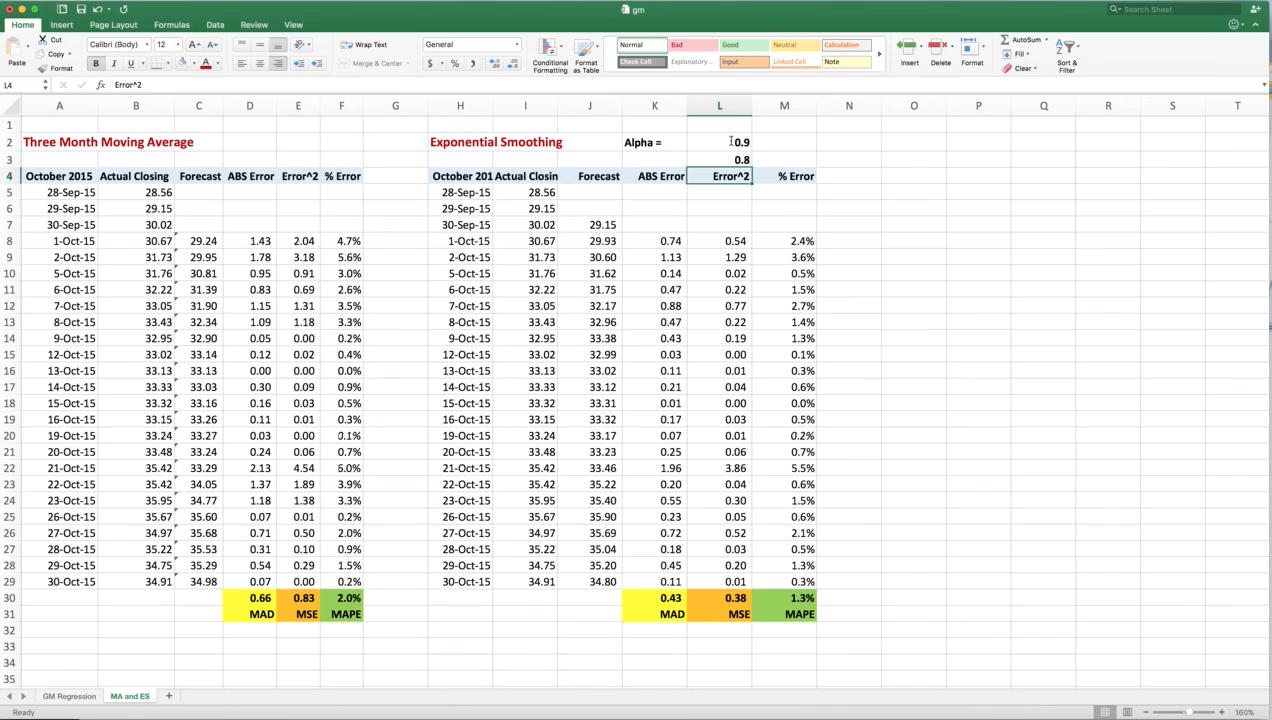 gm
Search Sheet
Home Insert Page Layout Formulas Data Review View
Paste
Cut
Copy
Format
Calibri (Body) 12 A A
B I U A
Wrap Text
Merge & Center
General
$ % ,
Conditional Formatting
Format as Table
Normal Bad Good Neutral Calculation
Check Cell Explanatory ... Input Linked Cell Note
Insert Delete Format
AutoSum
Fill
Clear
Sort & Filter
L4 fx Error^2
A B C D E F G H I J K L M N O P Q R S T
1
2 Three Month Moving Average Exponential Smoothing Alpha = 0.9
3 0.8
4 October 2015 Actual Closing Forecast ABS Error Error^2 % Error October 201 Actual Closin Forecast ABS Error Error^2 % Error
5 28-Sep-15 28.56 28-Sep-15 28.56
6 29-Sep-15 29.15 29-Sep-15 29.15
7 30-Sep-15 30.02 30-Sep-15 30.02 29.15
8 1-Oct-15 30.67 29.24 1.43 2.04 4.7% 1-Oct-15 30.67 29.93 0.74 0.54 2.4%
9 2-Oct-15 31.73 29.95 1.78 3.18 5.6% 2-Oct-15 31.73 30.60 1.13 1.29 3.6%
10 5-Oct-15 31.76 30.81 0.95 0.91 3.0% 5-Oct-15 31.76 31.62 0.14 0.02 0.5%
11 6-Oct-15 32.22 31.39 0.83 0.69 2.6% 6-Oct-15 32.22 31.75 0.47 0.22 1.5%
12 7-Oct-15 33.05 31.90 1.15 1.31 3.5% 7-Oct-15 33.05 32.17 0.88 0.77 2.7%
13 8-Oct-15 33.43 32.34 1.09 1.18 3.3% 8-Oct-15 33.43 32.96 0.47 0.22 1.4%
14 9-Oct-15 32.95 32.90 0.05 0.00 0.2% 9-Oct-15 32.95 33.38 0.43 0.19 1.3%
15 12-Oct-15 33.02 33.14 0.12 0.02 0.4% 12-Oct-15 33.02 32.99 0.03 0.00 0.1%
16 13-Oct-15 33.13 33.13 0.00 0.00 0.0% 13-Oct-15 33.13 33.02 0.11 0.01 0.3%
17 14-Oct-15 33.33 33.03 0.30 0.09 0.9% 14-Oct-15 33.33 33.12 0.21 0.04 0.6%
18 15-Oct-15 33.32 33.16 0.16 0.03 0.5% 15-Oct-15 33.32 33.31 0.01 0.00 0.0%
19 16-Oct-15 33.15 33.26 0.11 0.01 0.3% 16-Oct-15 33.15 33.32 0.17 0.03 0.5%
20 19-Oct-15 33.24 33.27 0.03 0.00 0.1% 19-Oct-15 33.24 33.17 0.07 0.01 0.2%
21 20-Oct-15 33.48 33.24 0.24 0.06 0.7% 20-Oct-15 33.48 33.23 0.25 0.06 0.7%
22 21-Oct-15 35.42 33.29 2.13 4.54 6.0% 21-Oct-15 35.42 33.46 1.96 3.86 5.5%
23 22-Oct-15 35.42 34.05 1.37 1.89 3.9% 22-Oct-15 35.42 35.22 0.20 0.04 0.6%
24 23-Oct-15 35.95 34.77 1.18 1.38 3.3% 23-Oct-15 35.95 35.40 0.55 0.30 1.5%
25 26-Oct-15 35.67 35.60 0.07 0.01 0.2% 26-Oct-15 35.67 35.90 0.23 0.05 0.6%
26 27-Oct-15 34.97 35.68 0.71 0.50 2.0% 27-Oct-15 34.97 35.69 0.72 0.52 2.1%
27 28-Oct-15 35.22 35.53 0.31 0.10 0.9% 28-Oct-15 35.22 35.04 0.18 0.03 0.5%
28 29-Oct-15 34.75 35.29 0.54 0.29 1.5% 29-Oct-15 34.75 35.20 0.45 0.20 1.3%
29 30-Oct-15 34.91 34.98 0.07 0.00 0.2% 30-Oct-15 34.91 34.80 0.11 0.01 0.3%
30 0.66 0.83 2.0% 0.43 0.38 1.3%
31 MAD MSE MAPE MAD MSE MAPE
32
33
34
35
GM Regression MA and ES +
Ready 160%